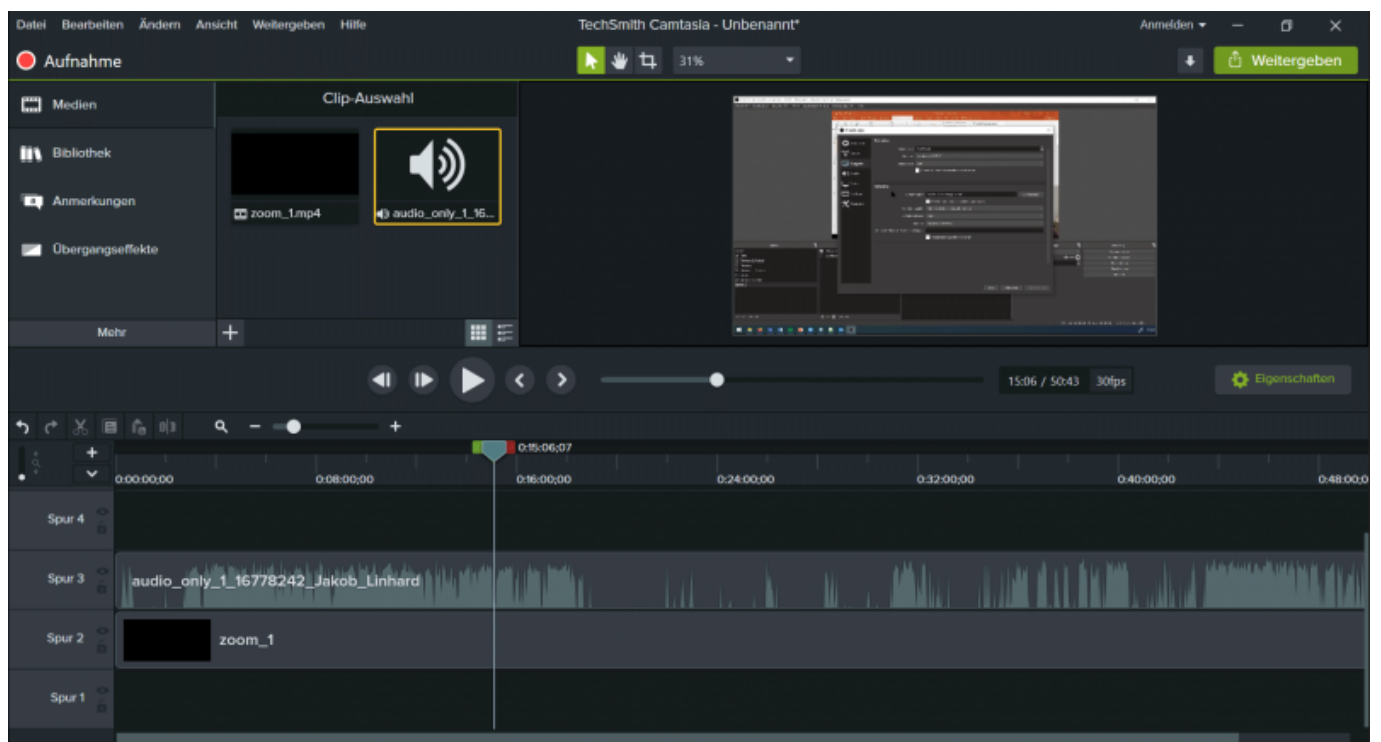 Datei Bearbeiten Ändern Ansicht Weitergeben Hilfe TechSmith Camtasia - Unbenannt* Anmelden
Aufnahme 31% Weitergeben
Medien
Clip-Auswahl
Bibliothek
Anmerkungen
zoom_1.mp4 audio_only_1_16...
Übergangseffekte
Mehr
15:06 / 50:43 30fps Eigenschaften
0:15:06;07
0:00:00;00 0:08:00;00 0:16:00;00 0:24:00;00 0:32:00;00 0:40:00;00 0:48:00;0
Spur 4
Spur 3 audio_only_1_16778242_Jakob_Linhard
Spur 2 zoom_1
Spur 1